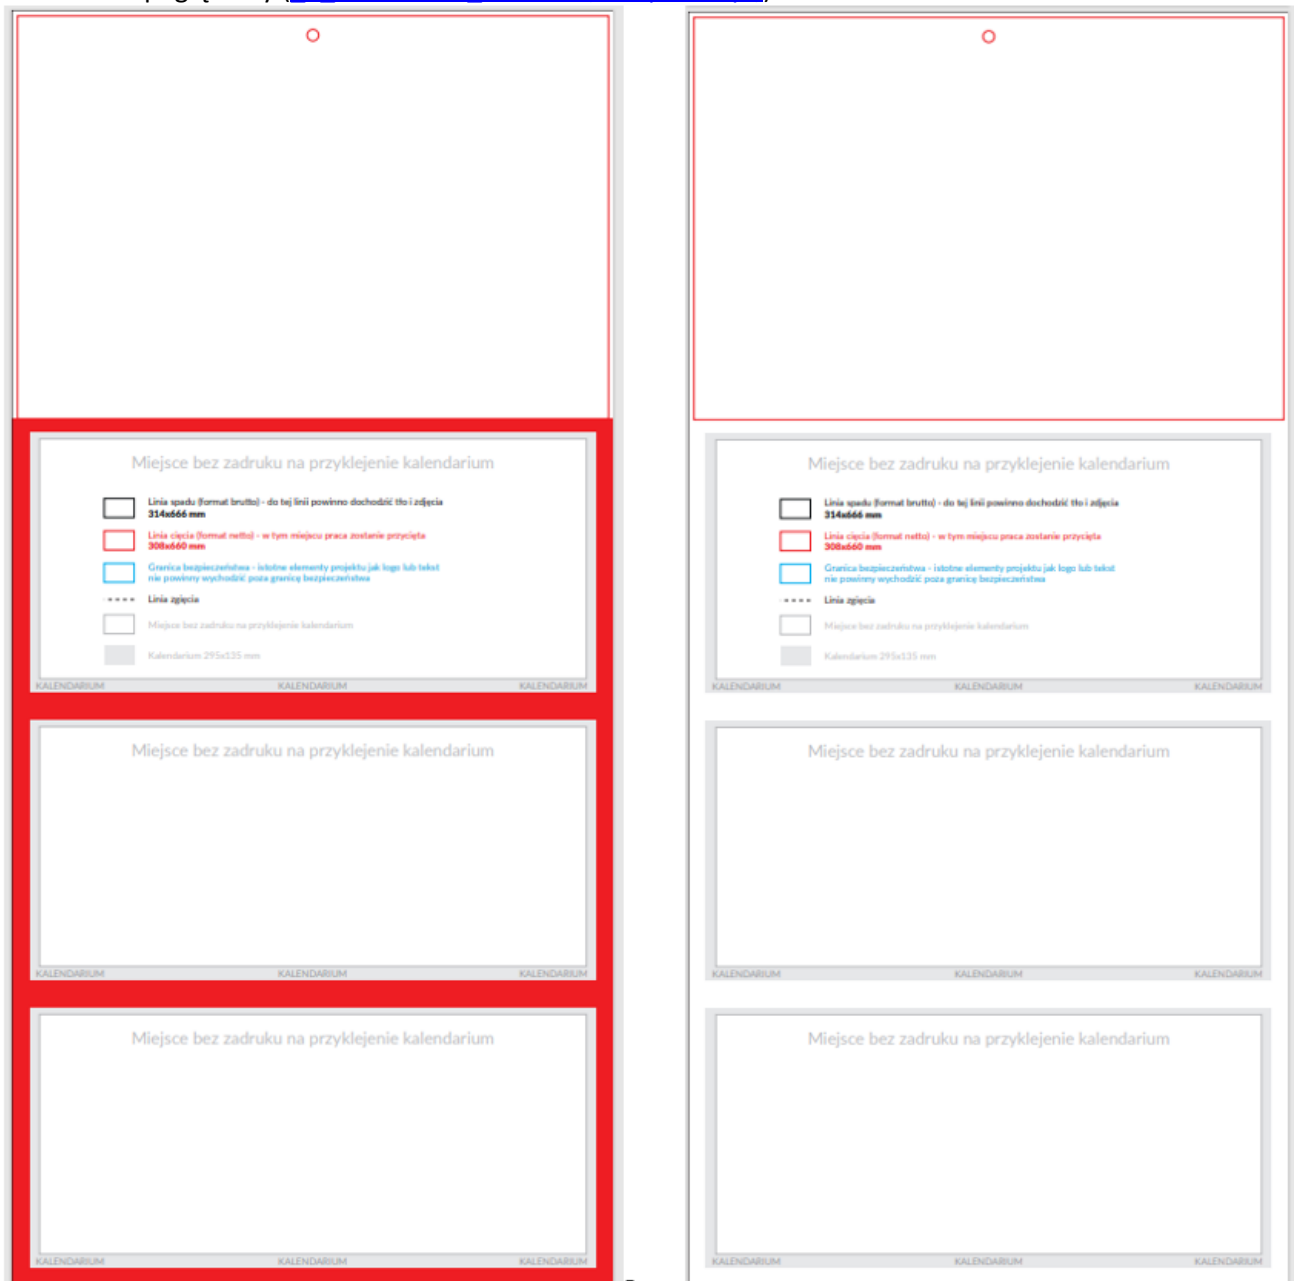 Miejsce bez zadruku na przyklejenie kalendarium
Linia spadu (format brutto) - do tej linii powinno dochodzić tło i zdjęcia
314x666 mm
Linia cięcia (format netto) - w tym miejscu praca zostanie przycięta
308x660 mm
Granica bezpieczeństwa - istotne elementy projektu jak logo lub tekst
nie powinny wychodzić poza granicę bezpieczeństwa
Linia zgięcia
Miejsce bez zadruku na przyklejenie kalendarium
Kalendarium 295x135 mm
KALENDARIUM KALENDARIUM KALENDARIUM
Miejsce bez zadruku na przyklejenie kalendarium
KALENDARIUM KALENDARIUM KALENDARIUM
Miejsce bez zadruku na przyklejenie kalendarium
KALENDARIUM KALENDARIUM KALENDARIUM
Miejsce bez zadruku na przyklejenie kalendarium
Linia spadu (format brutto) - do tej linii powinno dochodzić tło i zdjęcia
314x666 mm
Linia cięcia (format netto) - w tym miejscu praca zostanie przycięta
308x660 mm
Granica bezpieczeństwa - istotne elementy projektu jak logo lub tekst
nie powinny wychodzić poza granicę bezpieczeństwa
Linia zgięcia
Miejsce bez zadruku na przyklejenie kalendarium
Kalendarium 295x135 mm
KALENDARIUM KALENDARIUM KALENDARIUM
Miejsce bez zadruku na przyklejenie kalendarium
KALENDARIUM KALENDARIUM KALENDARIUM
Miejsce bez zadruku na przyklejenie kalendarium
KALENDARIUM KALENDARIUM KALENDARIUM